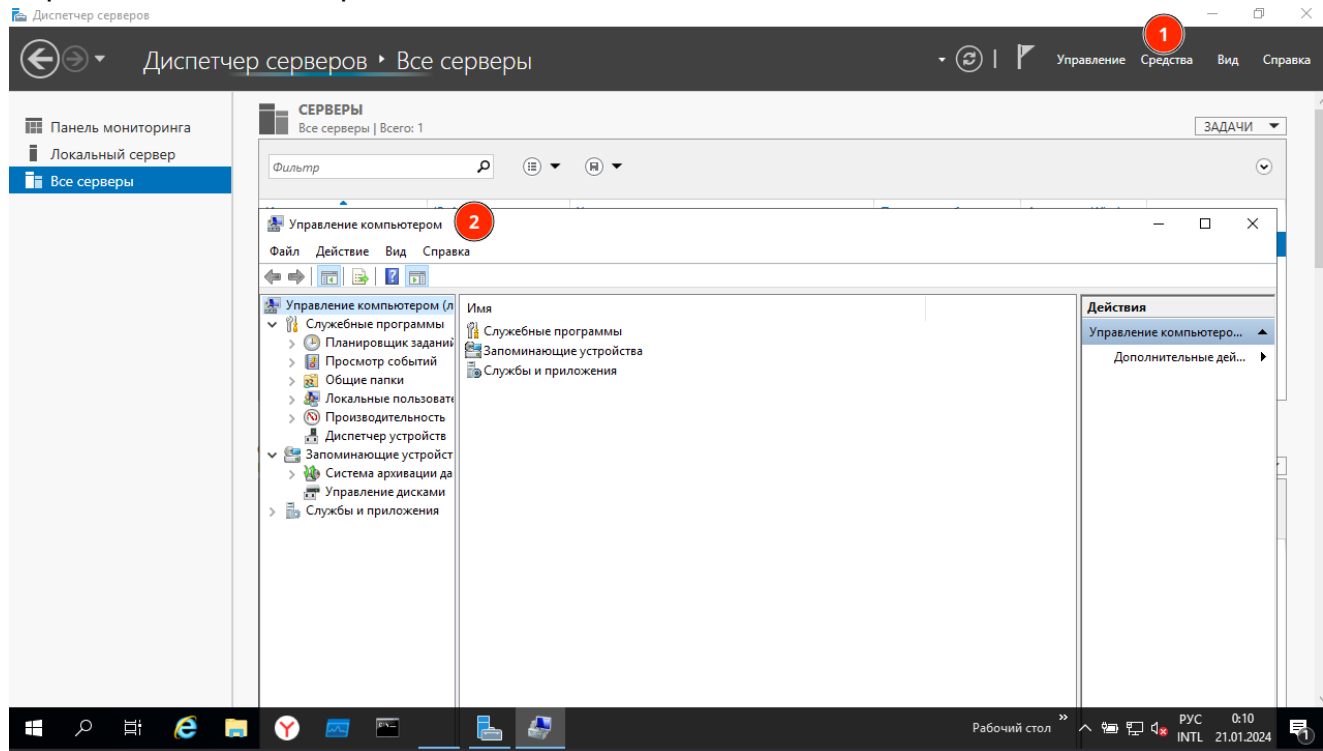 Диспетчер серверов
1
Диспетчер серверов Все серверы
Управление Средства Вид Справка
Панель мониторинга
Локальный сервер
Все серверы
СЕРВЕРЫ
Все серверы | Всего: 1
ЗАДАЧИ
Фильтр
Управление компьютером
2
Файл Действие Вид Справка
Управление компьютером (л
Служебные программы
Планировщик заданий
Просмотр событий
Общие папки
Локальные пользовате
Производительность
Диспетчер устройств
Запоминающие устройст
Система архивации да
Управление дисками
Службы и приложения
Имя
Служебные программы
Запоминающие устройства
Службы и приложения
Действия
Управление компьютеро...
Дополнительные дей...
Рабочий стол
РУС 0:10
INTL 21.01.2024
1